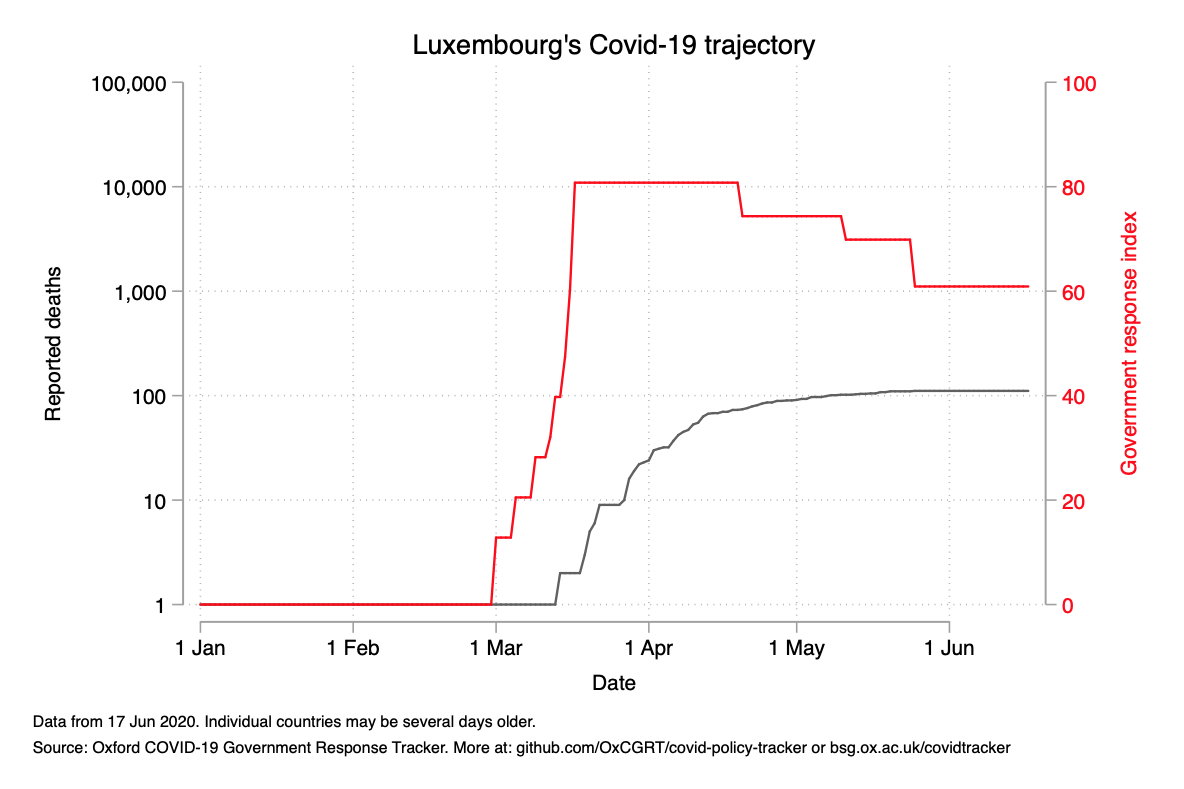 Luxembourg's Covid-19 trajectory
100,000
10,000
1,000
100
10
1
Reported deaths
100
80
60
40
20
0
Government response index
1 Jan
1 Feb
1 Mar
1 Apr
1 May
1 Jun
Date
Data from 17 Jun 2020. Individual countries may be several days older.
Source: Oxford COVID-19 Government Response Tracker. More at: github.com/OxCGRT/covid-policy-tracker or bsg.ox.ac.uk/covidtracker